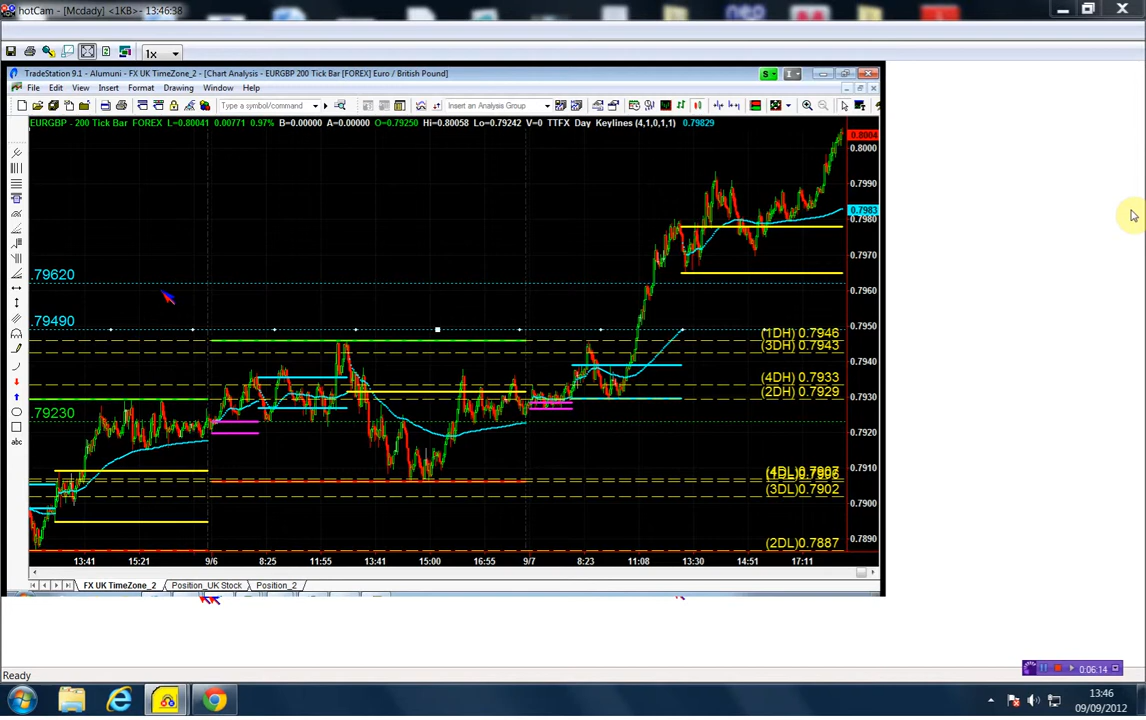 hotCam - [Mcdady] <1KB> - 13:46:38
1x
TradeStation 9.1 - Alumuni - FX UK TimeZone_2 - [Chart Analysis - EURGBP 200 Tick Bar [FOREX] Euro / British Pound]
File Edit View Insert Format Drawing Window Help
Type a symbol/command
Insert an Analysis Group
EURGBP - 200 Tick Bar FOREX L=0.80041 0.00771 0.97% B=0.00000 A=0.00000 O=0.79250 Hi=0.80058 Lo=0.79242 V=0 TTFX Day Keylines (4,1,0,1,1) 0.79829
0.8004
0.8000
0.7990
0.7983
0.7980
0.7970
.79620
0.7960
.79490
0.7950
(1DH) 0.7946
(3DH) 0.7943
0.7940
(4DH) 0.7933
(2DH) 0.7929
0.7930
.79230
0.7920
0.7910
(3DL)0.7902
0.7900
(2DL)0.7887
0.7890
13:41 15:21 9/6 8:25 11:55 13:41 15:00 16:55 9/7 8:23 11:08 13:30 14:51 17:11
FX UK TimeZone_2 Position_UK Stock Position_2
abc
Ready
0:06:14
13:46
09/09/2012